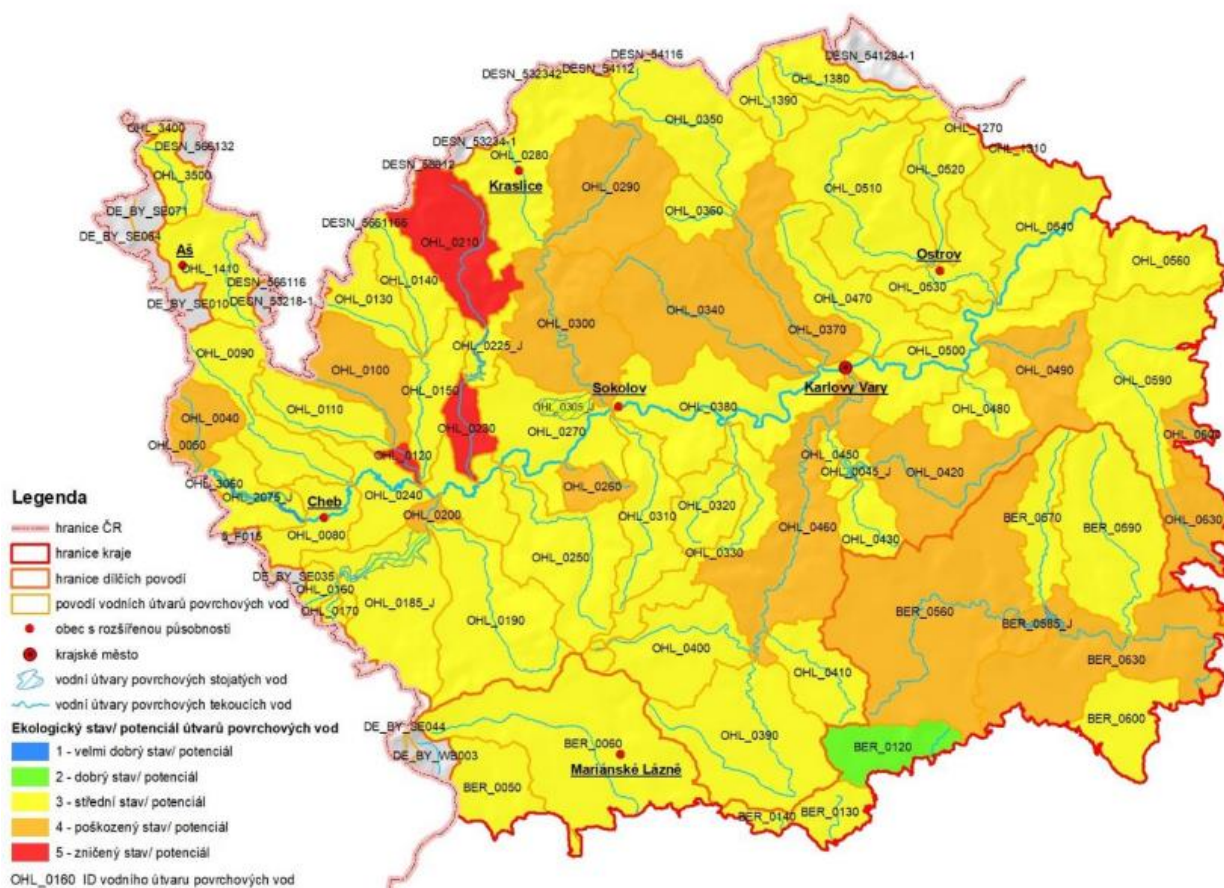 DESN_54116
DESN_541284-1
DESN_54112
DESN_532342
OHL_1380
OHL_1390
OHL_0350
OHL_1270
OHL_1310
OHL_3400
DESN_566132
DESN_53234-1
OHL_0280
OHL_3500
Kraslice
OHL_0290
OHL_0510
OHL_0520
DE_BY_SE071
OHL_0360
OHL_0540
DESN_5661166
OHL_0210
Aš
OHL_1410
Ostrov
OHL_0560
OHL_0140
DESN_566116
OHL_0530
OHL_0130
DESN_53218-1
DE_BY_SE010
OHL_0470
OHL_0340
OHL_0300
OHL_0370
OHL_0225_J
OHL_0500
OHL_0090
OHL_0100
OHL_0490
OHL_0590
OHL_0150
Sokolov
Karlovy Vary
OHL_0110
OHL_0305_J
OHL_0380
OHL_0480
OHL_0040
OHL_0230
OHL_0270
OHL_0600
OHL_0120
OHL_0450
OHL_0045_J
OHL_0420
OHL_3060
OHL_2075_J
Cheb
OHL_0240
OHL_0260
OHL_0200
OHL_0310
OHL_0320
OHL_0460
BER_0570
OHL_0630
OHL_0080
BER_0590
OHL_0430
OHL_0330
OHL_0250
DE_BY_SE035
OHL_0160
OHL_0170
OHL_0185_J
OHL_0190
BER_0560
BER_0585_J
OHL_0400
BER_0630
OHL_0410
BER_0600
DE_BY_SE044
DE_BY_WB003
BER_0060
OHL_0390
BER_0120
Mariánské Lázně
BER_0050
BER_0140
BER_0130
Legenda
hranice ČR
hranice kraje
hranice dílčích povodí
povodí vodních útvarů povrchových vod
obec s rozšířenou působností
krajské město
vodní útvary povrchových stojatých vod
vodní útvary povrchových tekoucích vod
Ekologický stav/ potenciál útvarů povrchových vod
1 - velmi dobrý stav/ potenciál
2 - dobrý stav/ potenciál
3 - střední stav/ potenciál
4 - poškozený stav/ potenciál
5 - zničený stav/ potenciál
OHL_0160 ID vodního útvaru povrchových vod